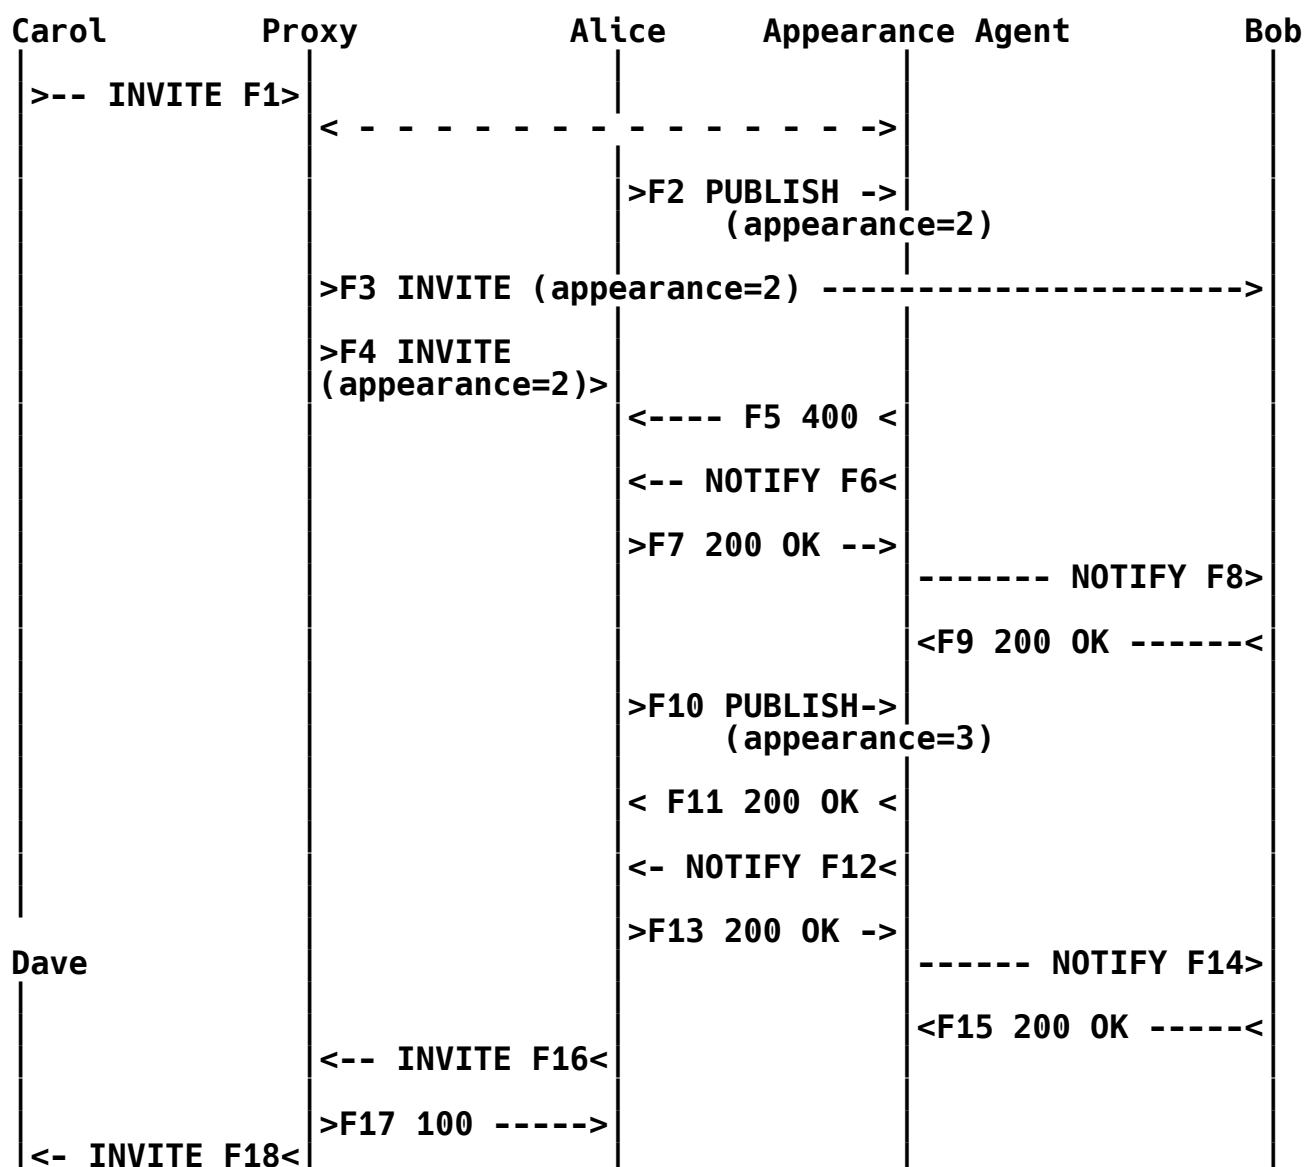 Carol        Proxy           Alice     Appearance Agent         Bob
|              |               |              |                  |
|>-- INVITE F1>|               |              |                  |
|              |< - - - - - - - - - - - - - ->|                  |
|              |               |              |                  |
|              |               |>F2 PUBLISH ->|                  |
|              |               |     (appearance=2)              |
|              |               |              |                  |
|              |>F3 INVITE (appearance=2) ---------------------->|
|              |               |              |                  |
|              |>F4 INVITE     |              |                  |
|              |(appearance=2)>|              |                  |
|              |               |<---- F5 400 <|                  |
|              |               |              |                  |
|              |               |<-- NOTIFY F6<|                  |
|              |               |              |                  |
|              |               |>F7 200 OK -->|                  |
|              |               |              |------- NOTIFY F8>|
|              |               |              |                  |
|              |               |              |<F9 200 OK ------<|
|              |               |              |                  |
|              |               |>F10 PUBLISH->|                  |
|              |               |     (appearance=3)              |
|              |               |              |                  |
|              |               |< F11 200 OK <|                  |
|              |               |              |                  |
|              |               |<- NOTIFY F12<|                  |
|              |               |              |                  |
|              |               |>F13 200 OK ->|                  |
Dave           |               |              |------ NOTIFY F14>|
|              |               |              |                  |
|              |               |              |<F15 200 OK -----<|
|              |<-- INVITE F16<|              |                  |
|              |               |              |                  |
|              |>F17 100 ----->|              |                  |
|<- INVITE F18<|               |              |                  |